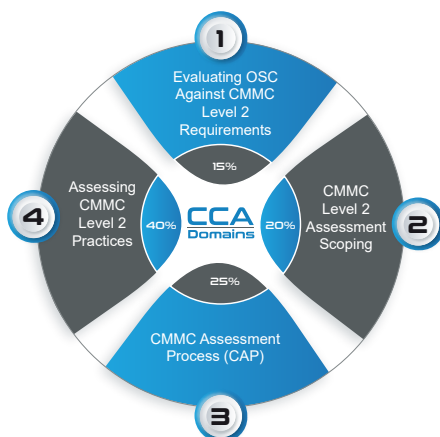 1
Evaluating OSC
Against CMMC
Level 2
Requirements
15%
4
Assessing
CMMC
Level 2
Practices
40%
CCA
Domains
20%
CMMC
Level 2
Assessment
Scoping
2
25%
CMMC Assessment
Process (CAP)
3